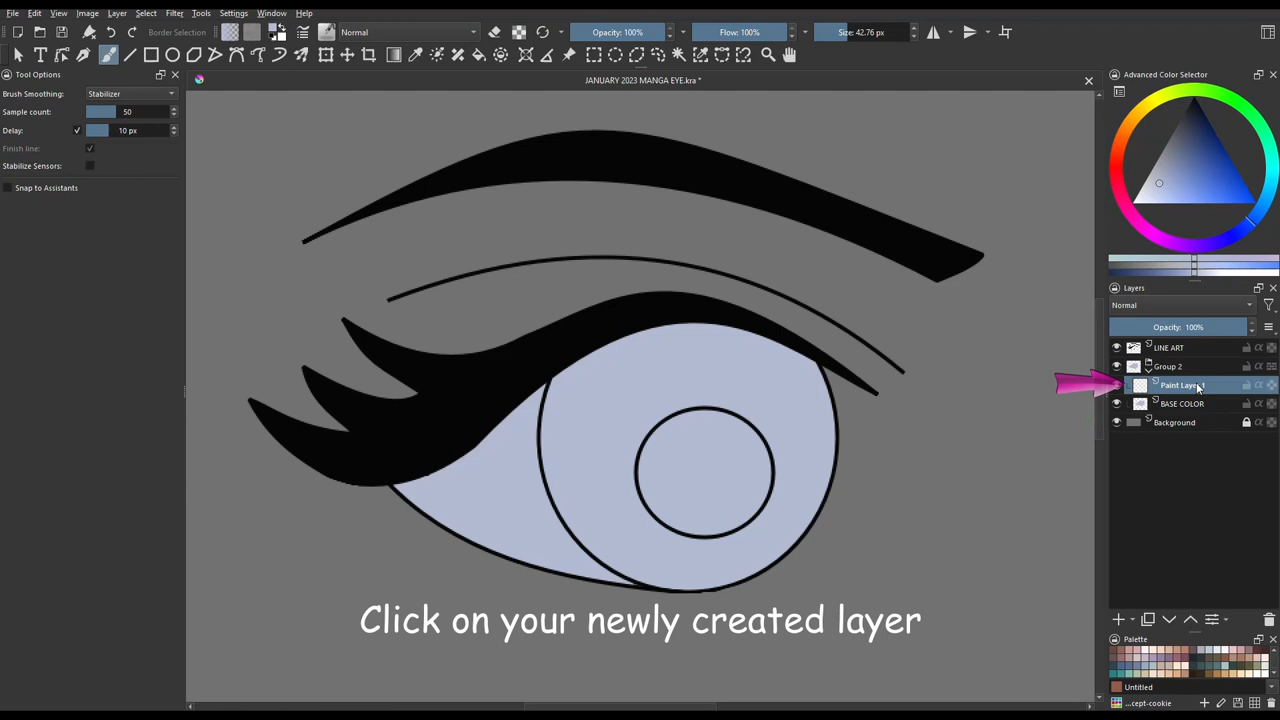 File Edit View Image Layer Select Filter Tools Settings Window Help
Border Selection
Normal
Opacity: 100%
Flow: 100%
Size: 42.76 px
Tool Options
Brush Smoothing: Stabilizer
Sample count: 50
Delay: 10 px
Finish line:
Stabilize Sensors:
Snap to Assistants
JANUARY 2023 MANGA EYE.kra *
Click on your newly created layer
Advanced Color Selector
Layers
Normal
Opacity: 100%
LINE ART
Group 2
Paint Layer 1
BASE COLOR
Background
Palette
Untitled
...cept-cookie